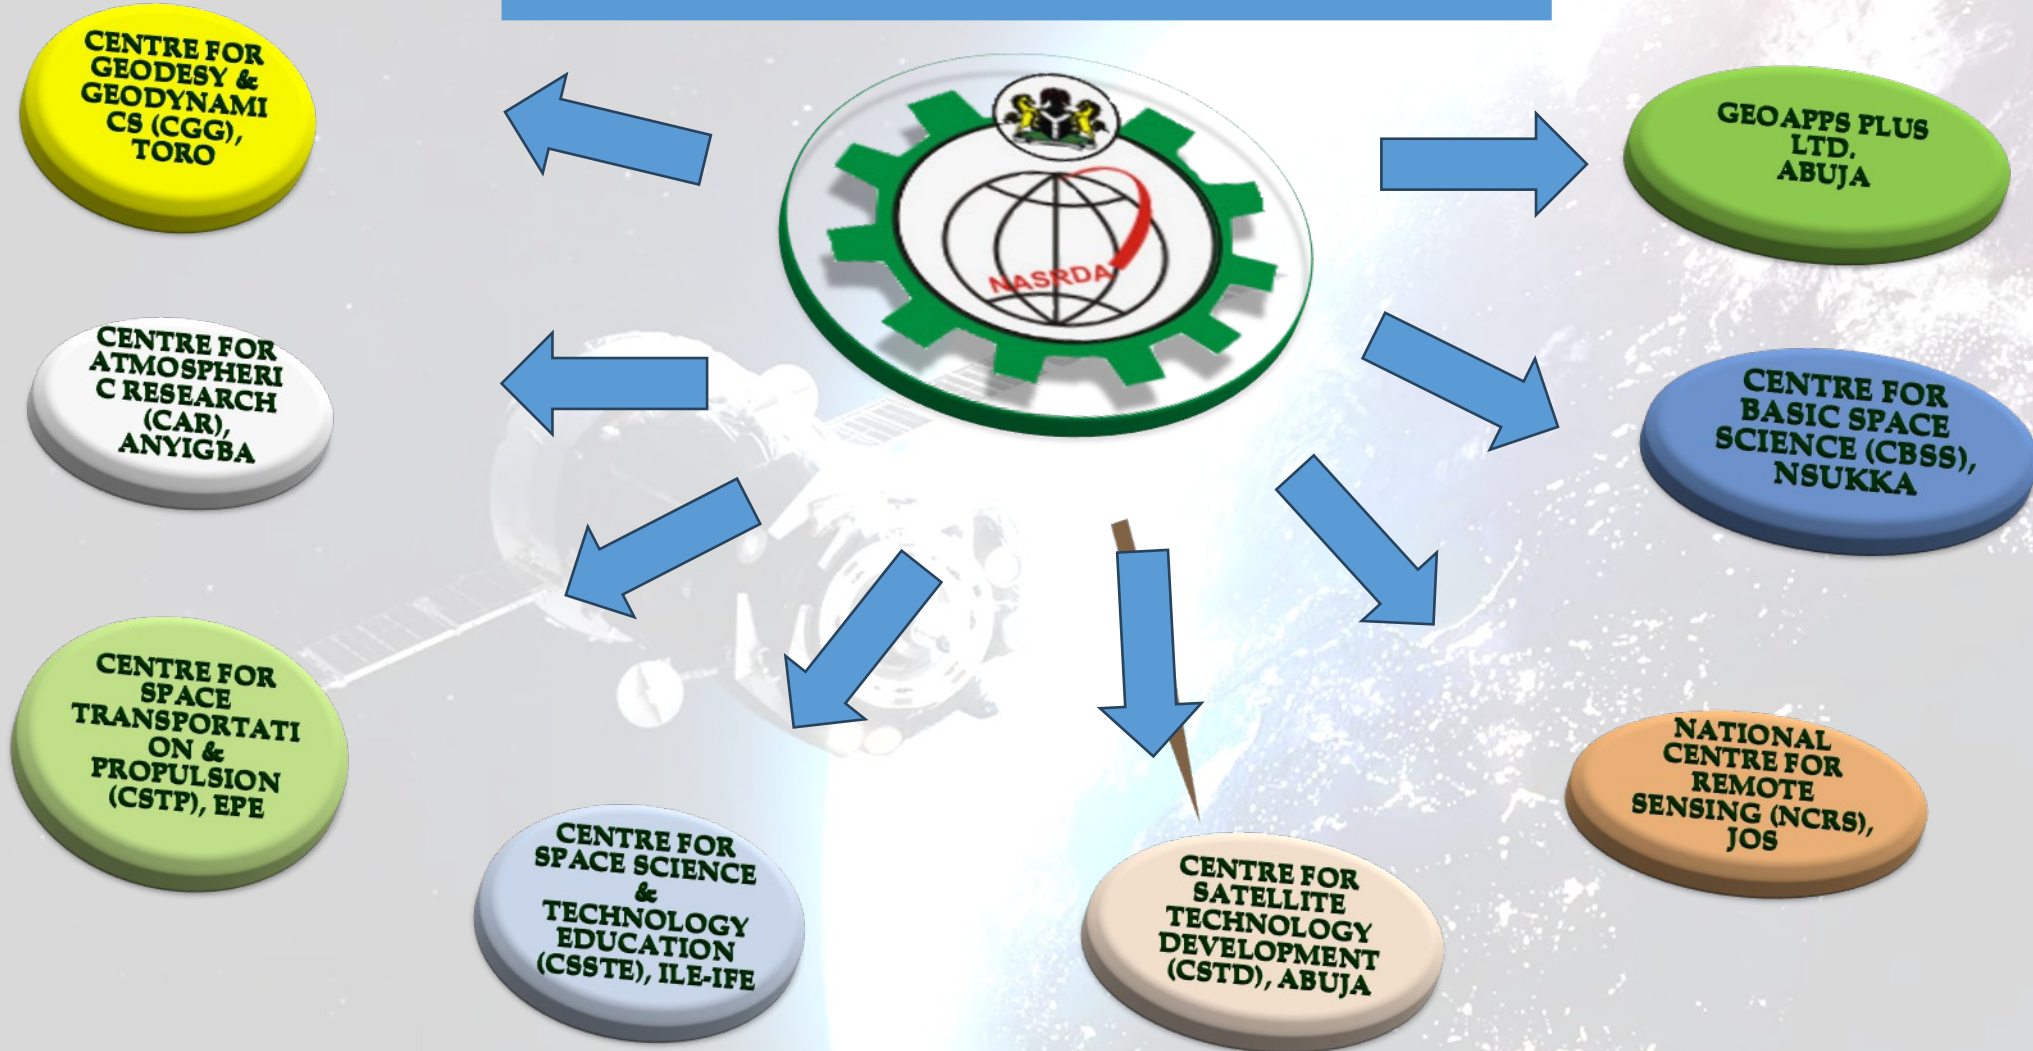 CENTRE FOR
GEODESY &
GEODYNAMI
CS (CGG),
TORO
NASRDA
GEOAPPS PLUS
LTD.
ABUJA
CENTRE FOR
ATMOSPHERI
C RESEARCH
(CAR),
ANYIGBA
CENTRE FOR
BASIC SPACE
SCIENCE (CBSS),
NSUKKA
CENTRE FOR
SPACE
TRANSPORTATI
ON &
PROPULSION
(CSTP), EPE
NATIONAL
CENTRE FOR
REMOTE
SENSING (NCRS),
JOS
CENTRE FOR
SPACE SCIENCE
&
TECHNOLOGY
EDUCATION
(CSSTE), ILE-IFE
CENTRE FOR
SATELLITE
TECHNOLOGY
DEVELOPMENT
(CSTD), ABUJA